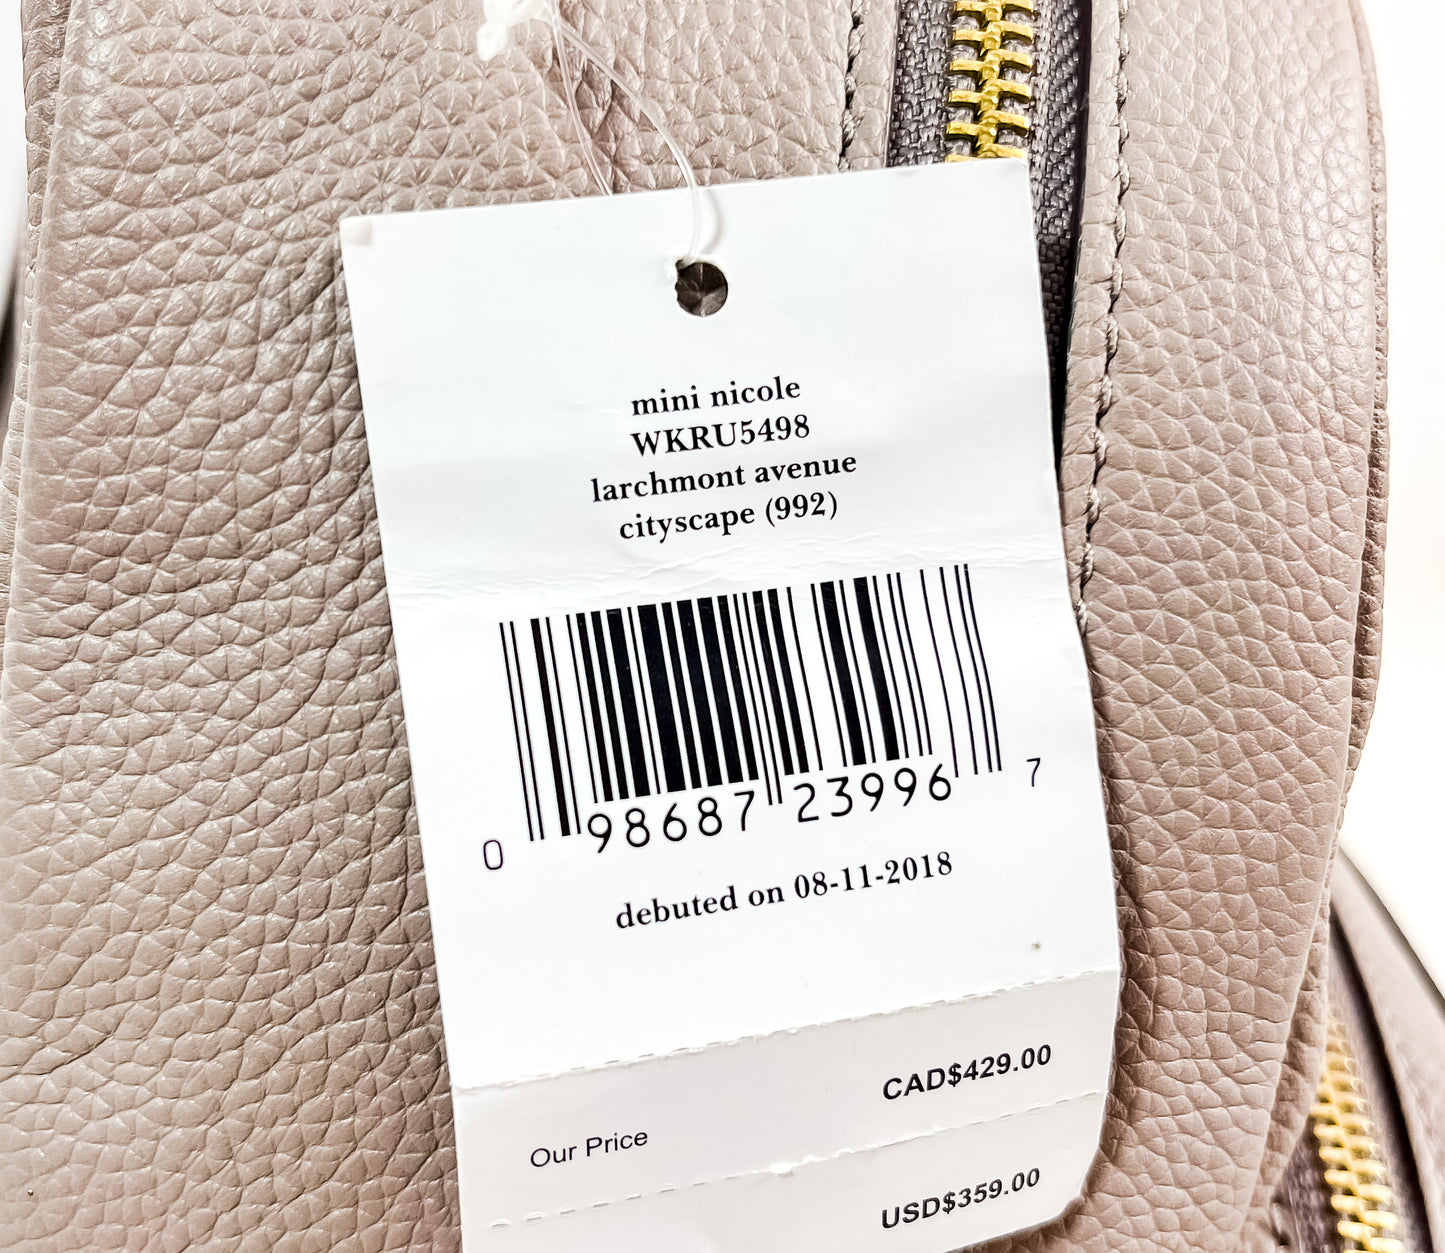 mini nicole
WKRU5498
larchmont avenue
cityscape (992)
0 98687 23996 7
debuted on 08-11-2018
CAD$429.00
Our Price
USD$359.00